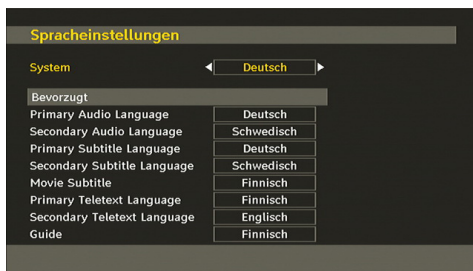 Spracheinstellungen
System Deutsch
Bevorzugt
Primary Audio Language Deutsch
Secondary Audio Language Schwedisch
Primary Subtitle Language Deutsch
Secondary Subtitle Language Schwedisch
Movie Subtitle Finnisch
Primary Teletext Language Finnisch
Secondary Teletext Language Englisch
Guide Finnisch